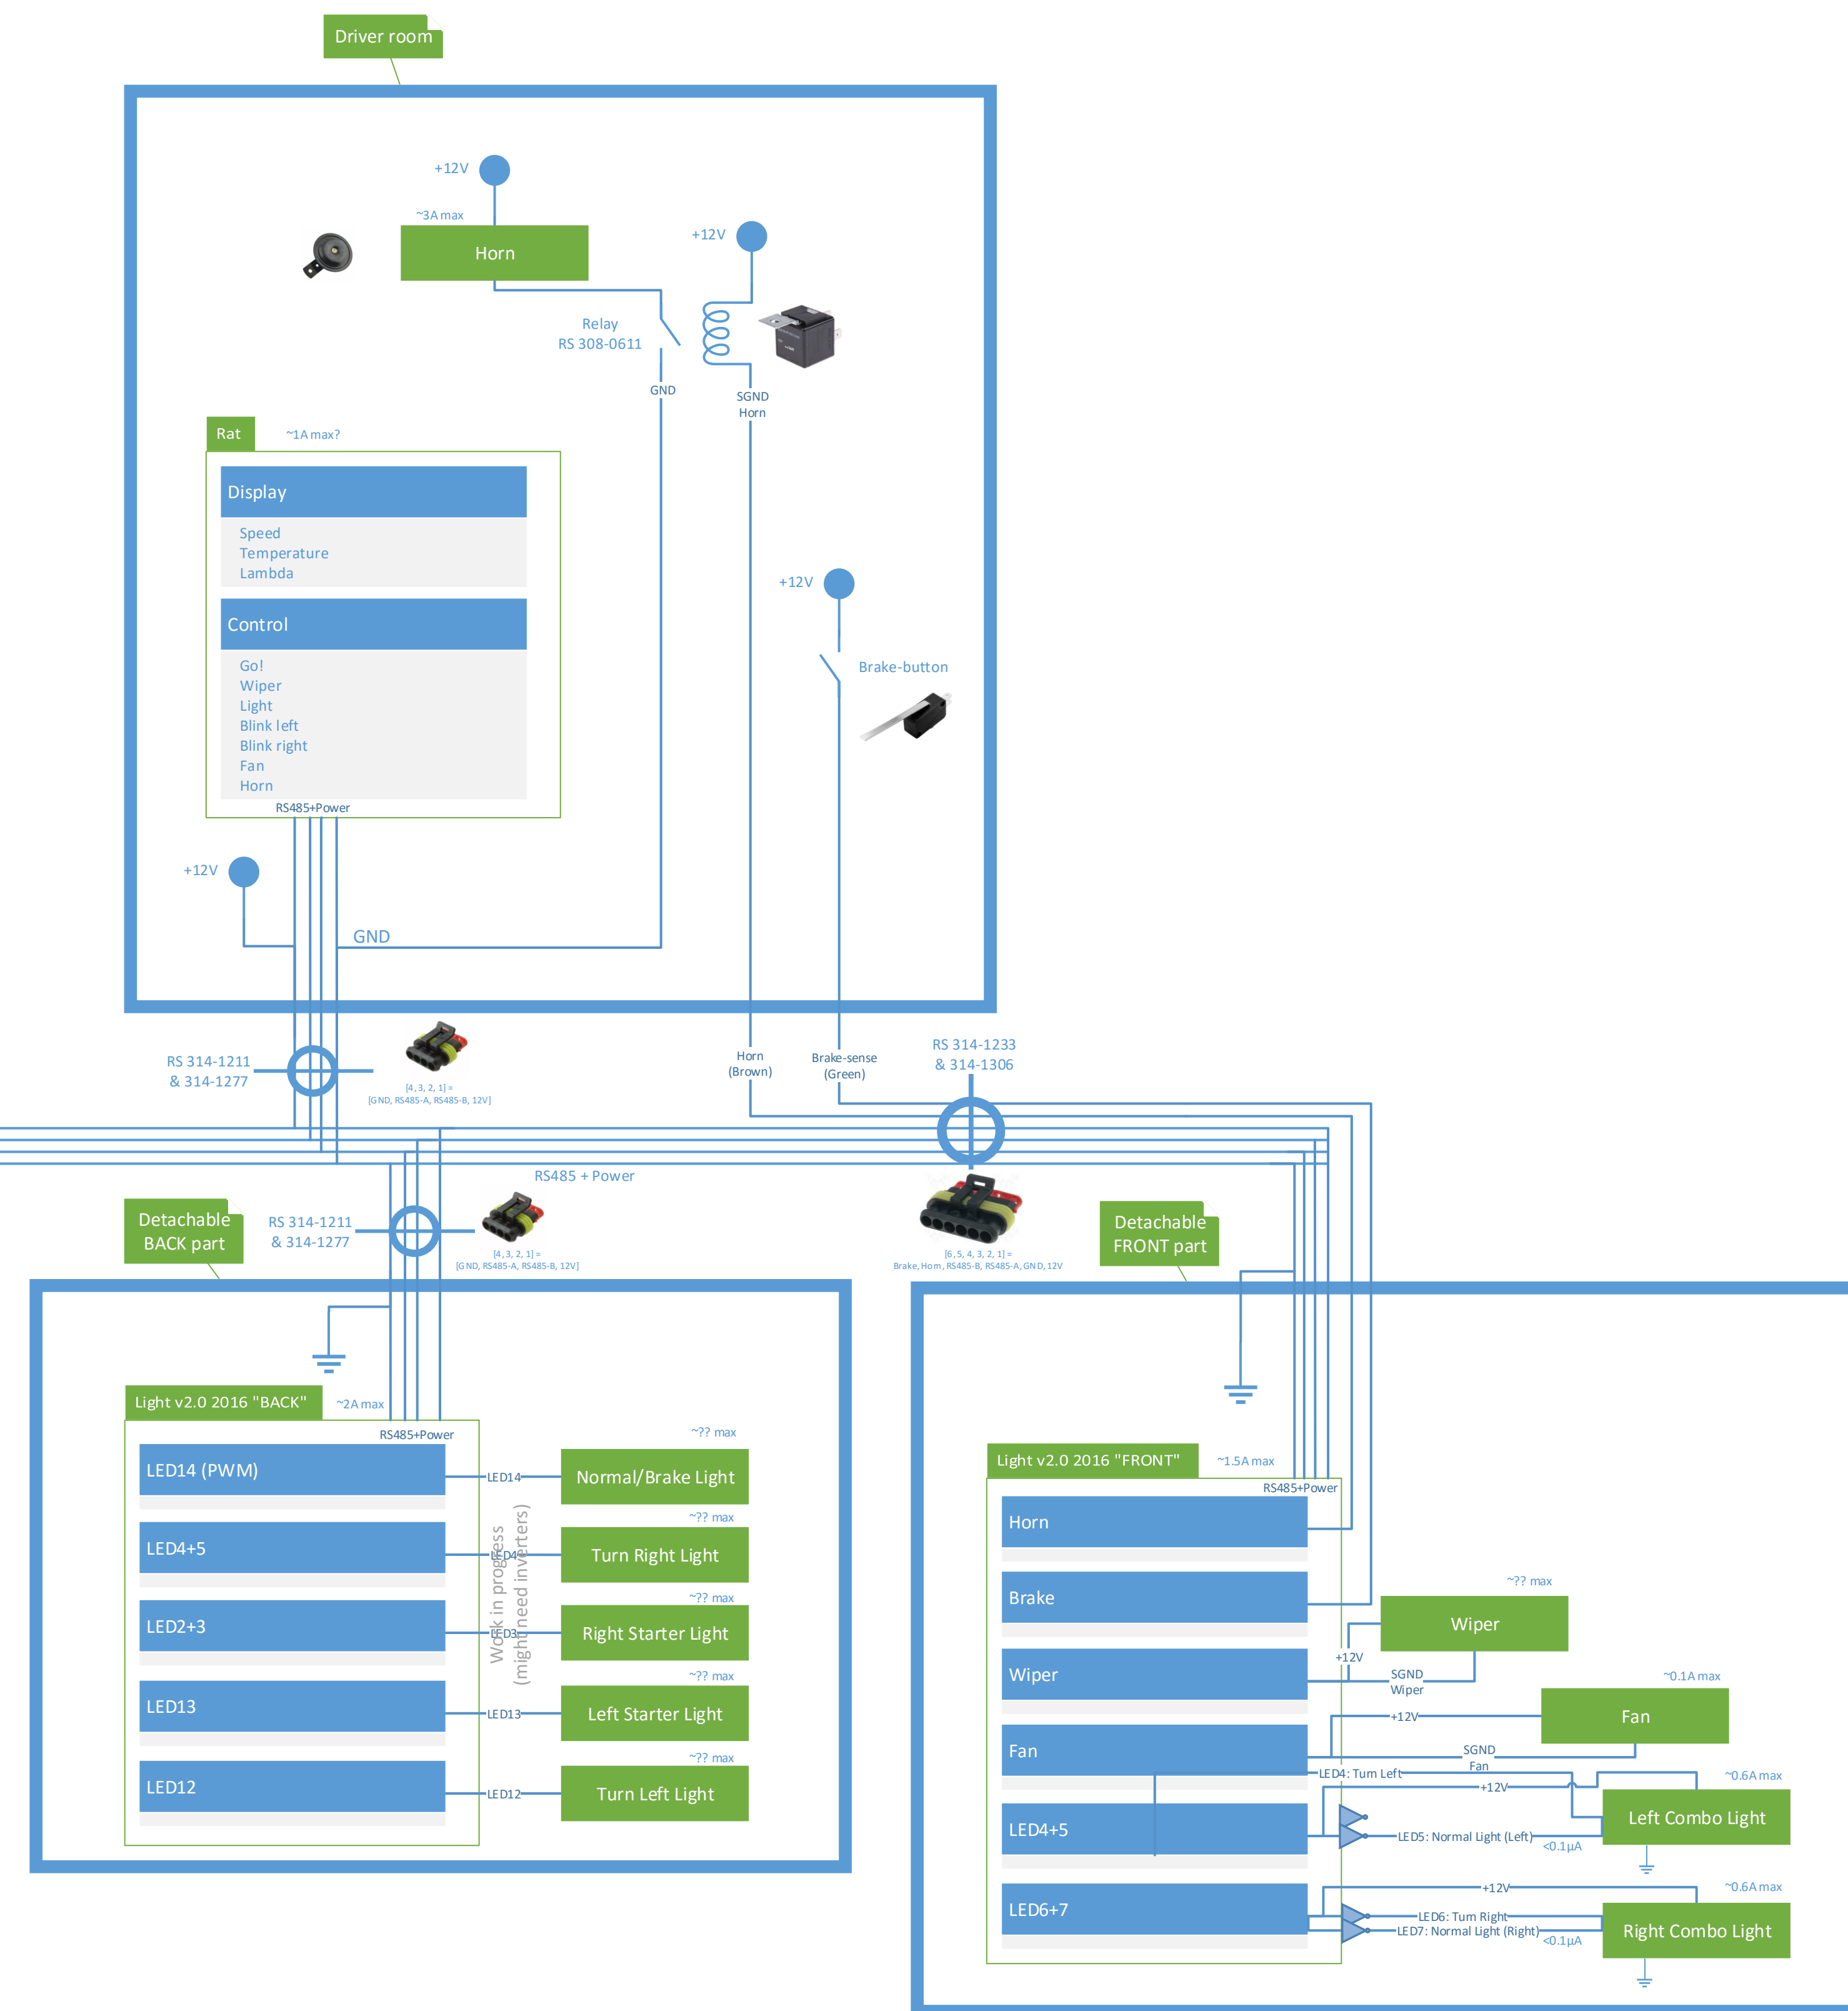 Driver room
+12V
~3A max
Horn
+12V
Relay
RS 308-0611
GND
SGND
Horn
Rat
~1A max?
Display
Speed
Temperature
Lambda
Control
Go!
Wiper
Light
Blink left
Blink right
Fan
Horn
RS485+Power
+12V
Brake-button
+12V
GND
RS 314-1211
& 314-1277
[4, 3, 2, 1] =
[GND, RS485-A, RS485-B, 12V]
Horn
(Brown)
Brake-sense
(Green)
RS 314-1233
& 314-1306
RS485 + Power
Detachable
BACK part
RS 314-1211
& 314-1277
[4, 3, 2, 1] =
[GND, RS485-A, RS485-B, 12V]
[6, 5, 4, 3, 2, 1] =
Brake, Horn, RS485-B, RS485-A, GND, 12V
Detachable
FRONT part
Light v2.0 2016 "BACK"
~2A max
RS485+Power
LED14 (PWM)
LED4+5
LED2+3
LED13
LED12
LED14
LED4
LED3
LED13
LED12
Work in progress
(might need inverters)
~?? max
Normal/Brake Light
~?? max
Turn Right Light
~?? max
Right Starter Light
~?? max
Left Starter Light
~?? max
Turn Left Light
Light v2.0 2016 "FRONT"
~1.5A max
RS485+Power
Horn
Brake
Wiper
Fan
LED4+5
LED6+7
~?? max
Wiper
+12V
SGND
Wiper
~0.1A max
Fan
+12V
SGND
Fan
LED4: Turn Left
+12V
~0.6A max
Left Combo Light
LED5: Normal Light (Left)
<0.1µA
+12V
~0.6A max
LED6: Turn Right
LED7: Normal Light (Right)
Right Combo Light
<0.1µA